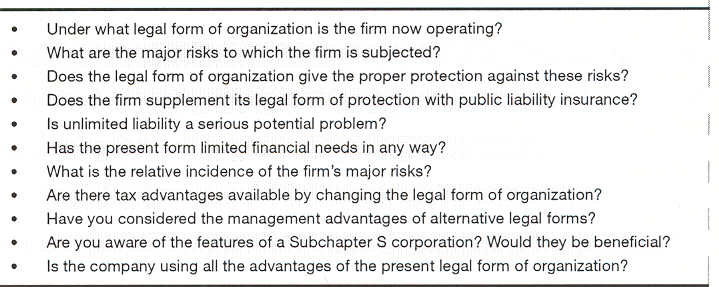 • Under what legal form of organization is the firm now operating?
• What are the major risks to which the firm is subjected?
• Does the legal form of organization give the proper protection against these risks?
• Does the firm supplement its legal form of protection with public liability insurance?
• Is unlimited liability a serious potential problem?
• Has the present form limited financial needs in any way?
• What is the relative incidence of the firm's major risks?
• Are there tax advantages available by changing the legal form of organization?
• Have you considered the management advantages of alternative legal forms?
• Are you aware of the features of a Subchapter S corporation? Would they be beneficial?
• Is the company using all the advantages of the present legal form of organization?